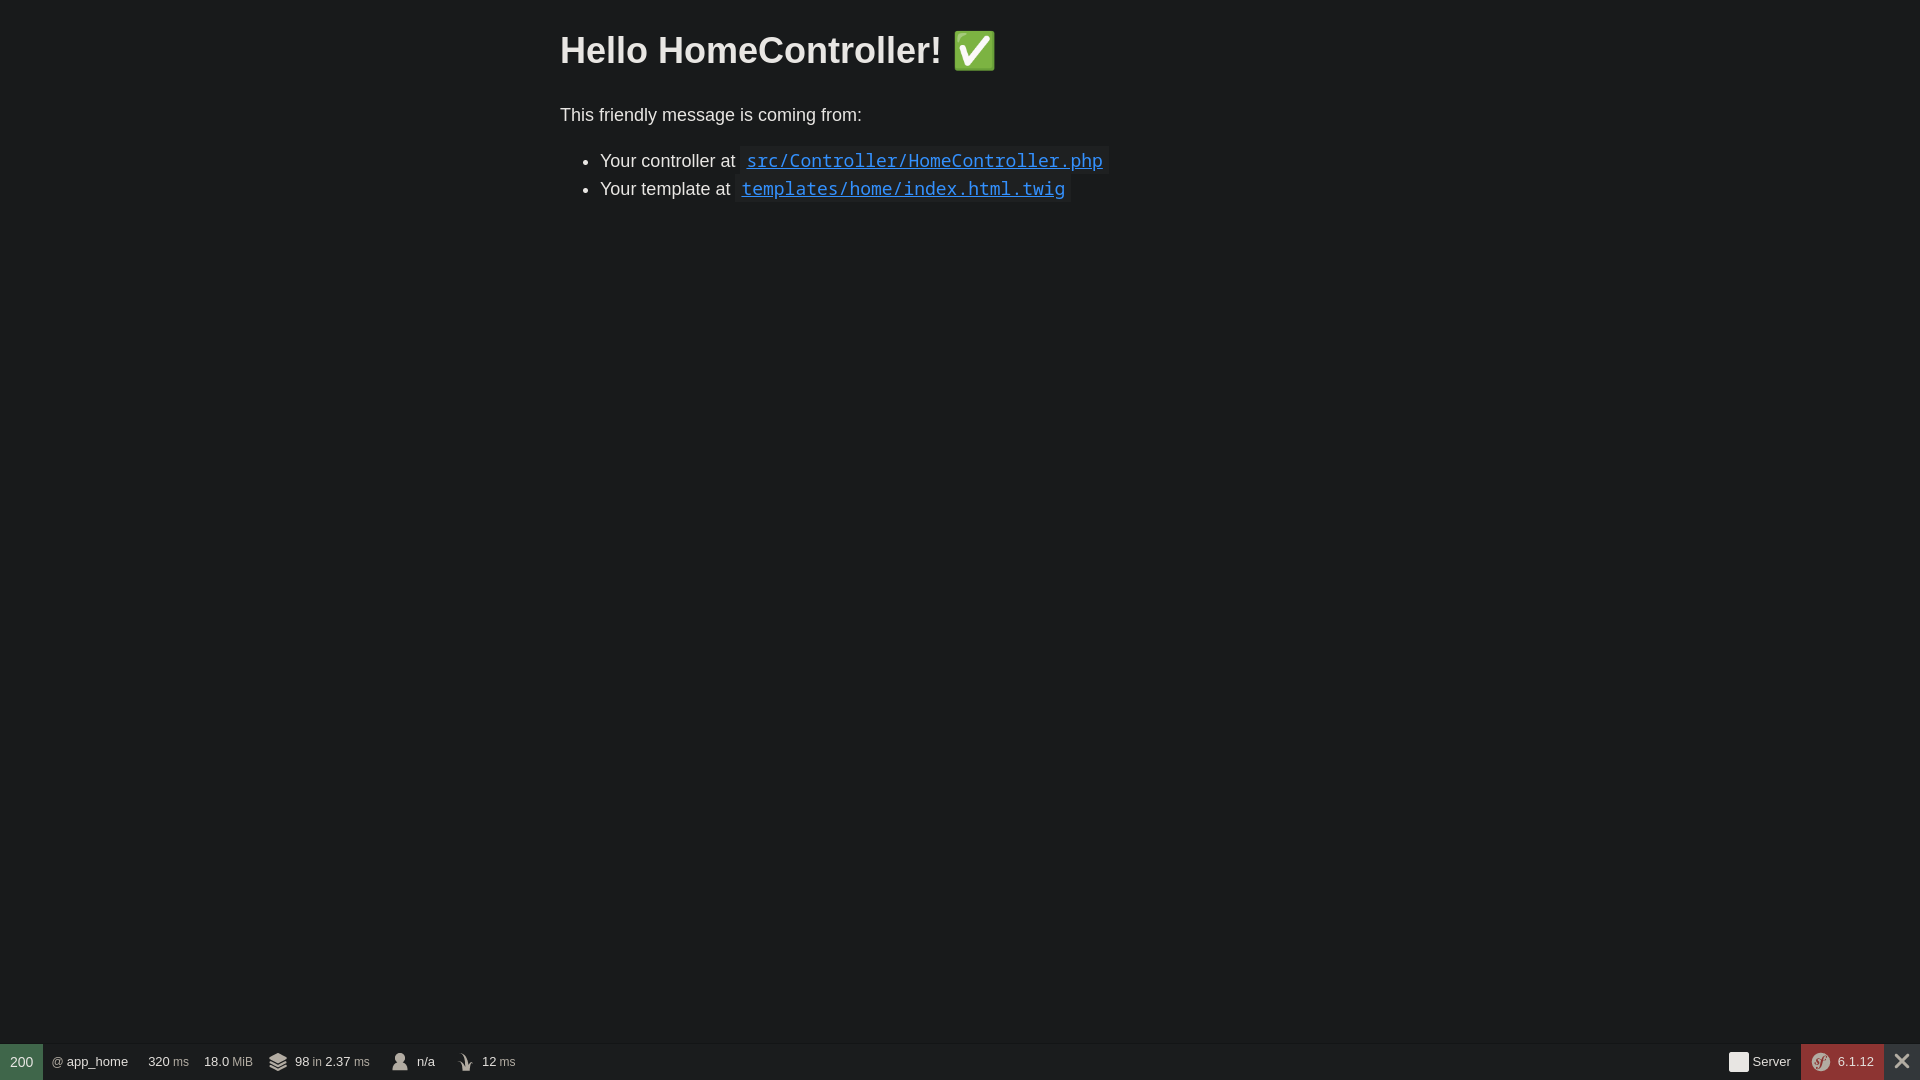 Hello HomeController! ✅
This friendly message is coming from:
• Your controller at src/Controller/HomeController.php
• Your template at templates/home/index.html.twig
200 @ app_home 320 ms 18.0 MiB 98 in 2.37 ms n/a 12 ms Server sf 6.1.12